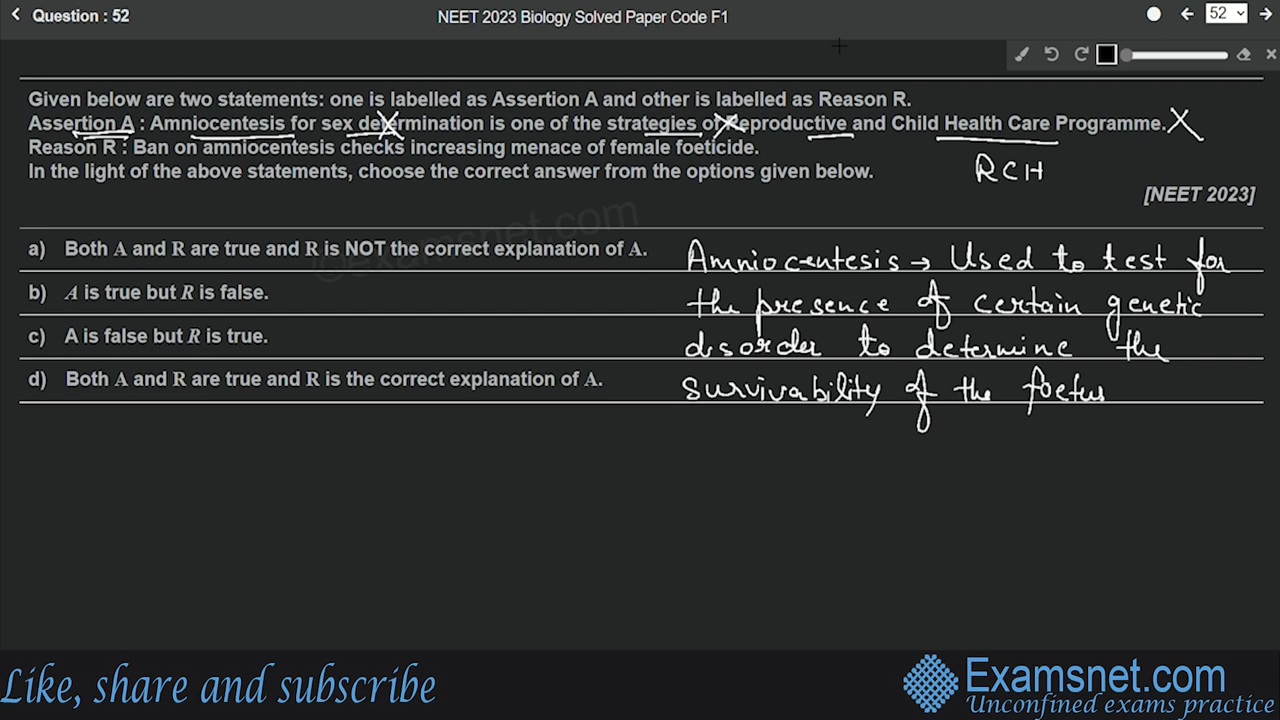 Question : 52
NEET 2023 Biology Solved Paper Code F1
52
Given below are two statements: one is labelled as Assertion A and other is labelled as Reason R.
Assertion A : Amniocentesis for sex determination is one of the strategies of Reproductive and Child Health Care Programme.
Reason R : Ban on amniocentesis checks increasing menace of female foeticide.
In the light of the above statements, choose the correct answer from the options given below.
RCH
[NEET 2023]
a) Both A and R are true and R is NOT the correct explanation of A.
b) A is true but R is false.
c) A is false but R is true.
d) Both A and R are true and R is the correct explanation of A.
Amniocentesis → Used to test for
the presence of certain genetic
disorder to determine the
survivability of the foetus
©examsnet.com
Like, share and subscribe
Examsnet.com
Unconfined exams practice